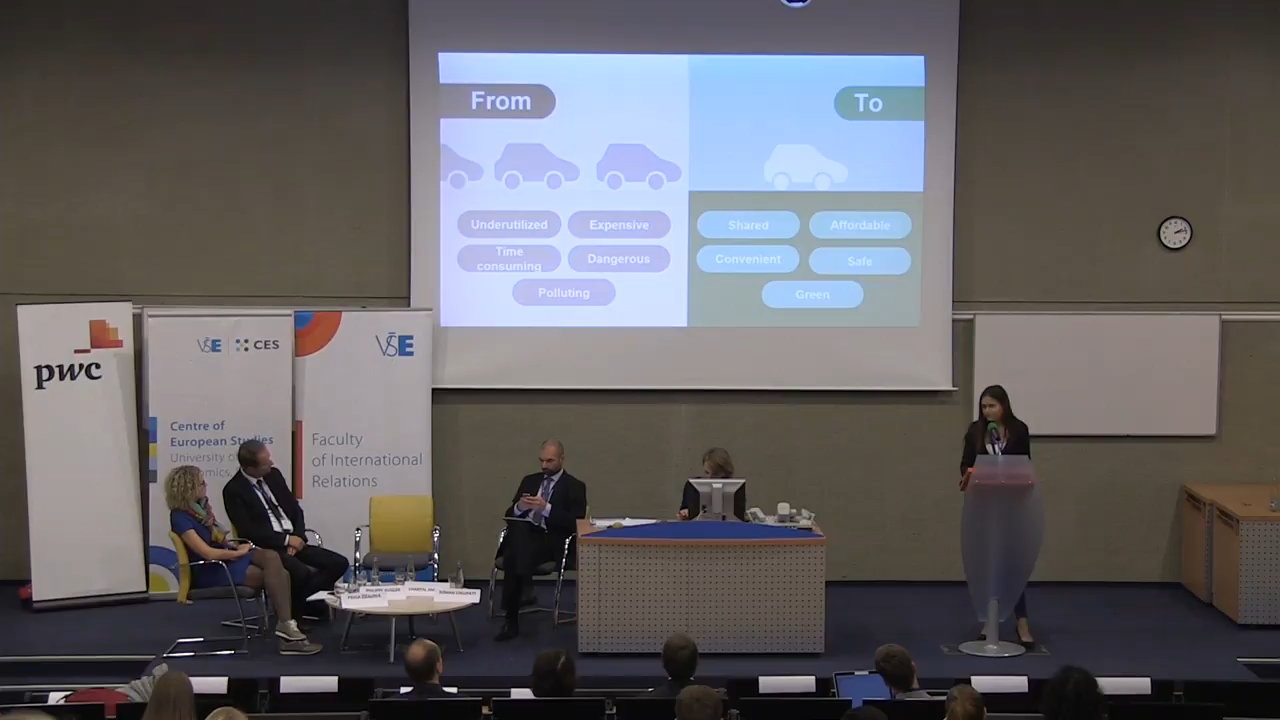 From
To
Underutilized
Expensive
Shared
Affordable
Time
consuming
Dangerous
Convenient
Safe
Polluting
Green
pwc
VŠE
CES
VŠE
Centre of
European Studies
University of
Faculty
of International
Relations